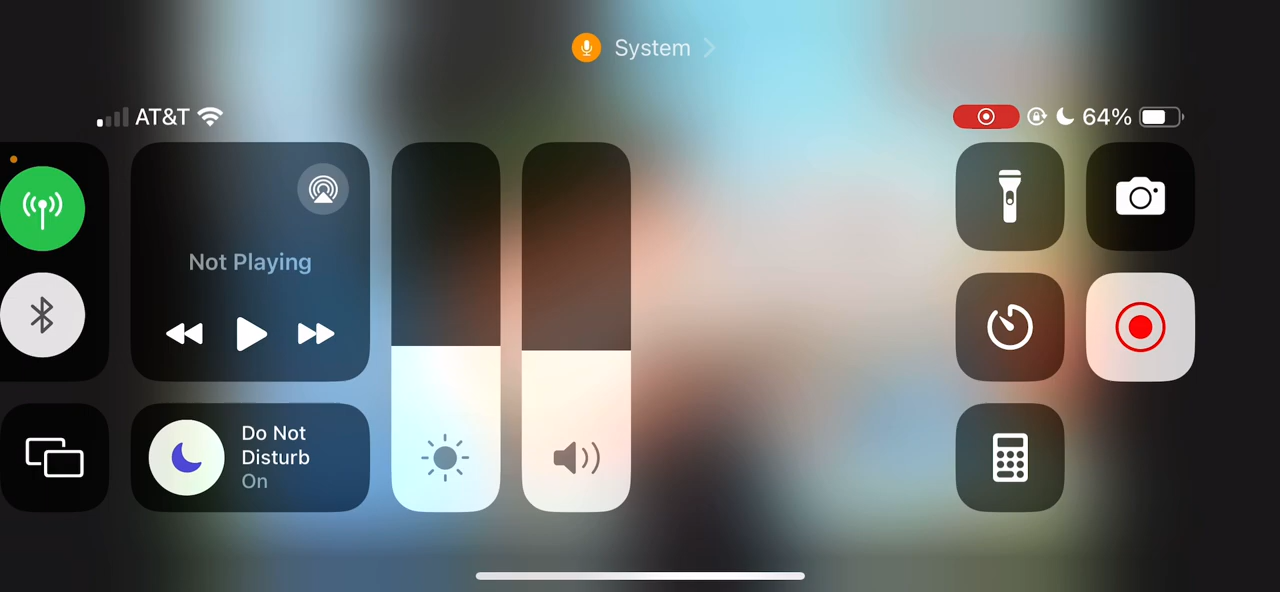 System
AT&T
64%
Not Playing
Do Not
Disturb
On